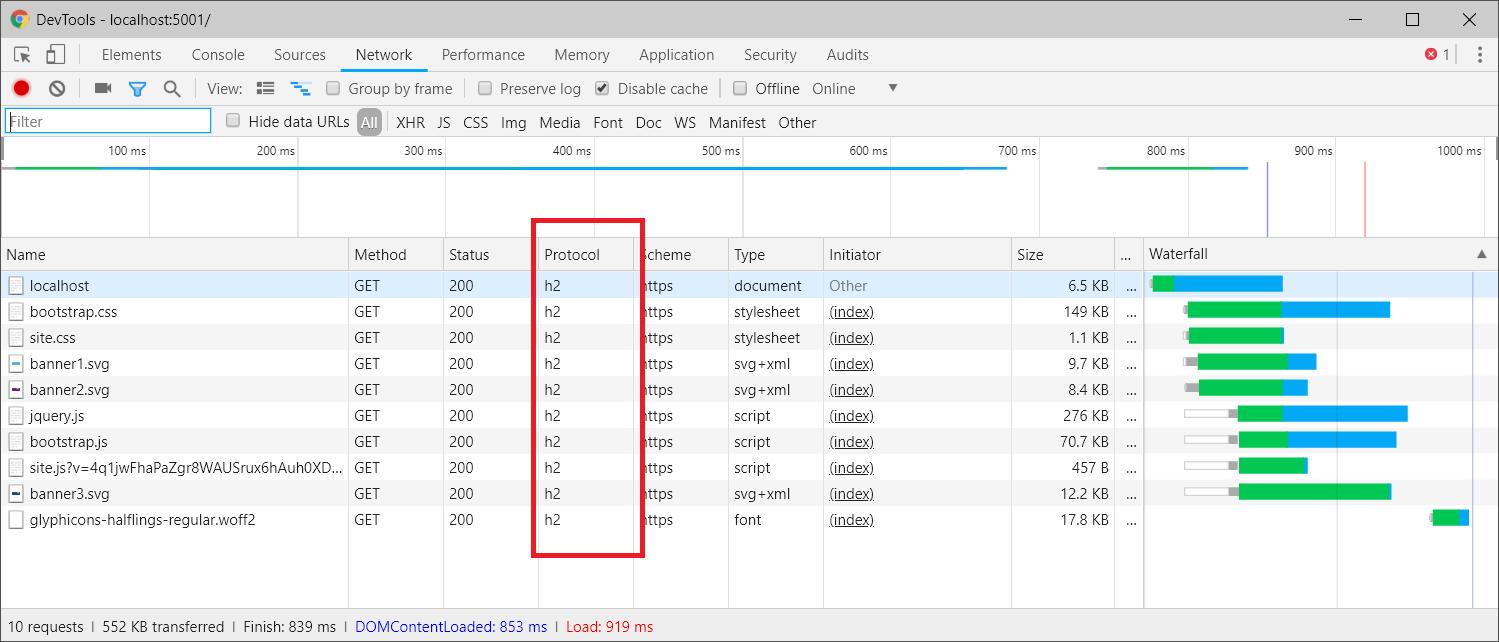 DevTools - localhost:5001/
Elements Console Sources Network Performance Memory Application Security Audits 1
View: Group by frame Preserve log Disable cache Offline Online
Filter Hide data URLs All XHR JS CSS Img Media Font Doc WS Manifest Other
100 ms 200 ms 300 ms 400 ms 500 ms 600 ms 700 ms 800 ms 900 ms 1000 ms
Name Method Status Protocol cheme Type Initiator Size ... Waterfall
localhost GET 200 h2 https document Other 6.5 KB ...
bootstrap.css GET 200 h2 https stylesheet (index) 149 KB ...
site.css GET 200 h2 https stylesheet (index) 1.1 KB ...
banner1.svg GET 200 h2 https svg+xml (index) 9.7 KB ...
banner2.svg GET 200 h2 https svg+xml (index) 8.4 KB ...
jquery.js GET 200 h2 https script (index) 276 KB ...
bootstrap.js GET 200 h2 https script (index) 70.7 KB ...
site.js?v=4q1jwFhaPaZgr8WAUSrux6hAuh0XD... GET 200 h2 https script (index) 457 B ...
banner3.svg GET 200 h2 https svg+xml (index) 12.2 KB ...
glyphicons-halflings-regular.woff2 GET 200 h2 https font (index) 17.8 KB ...
10 requests | 552 KB transferred | Finish: 839 ms | DOMContentLoaded: 853 ms | Load: 919 ms